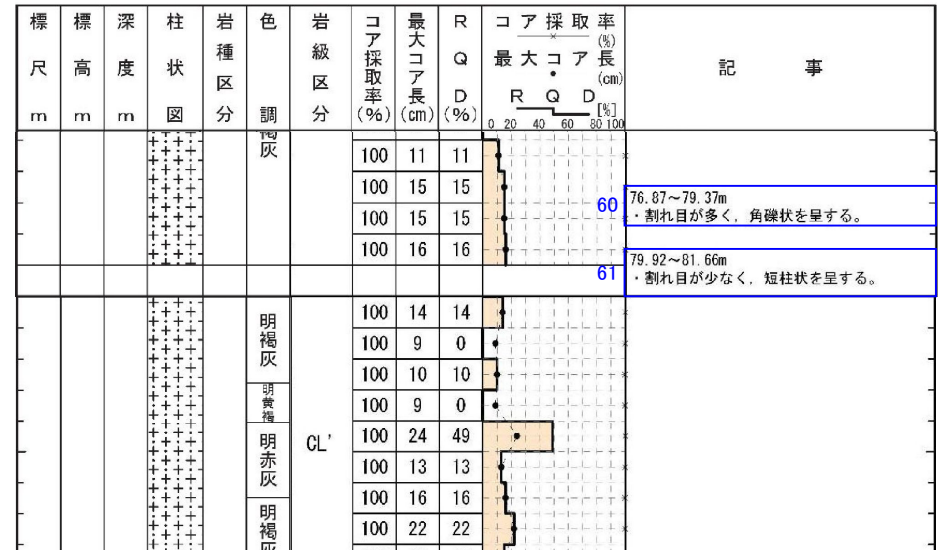 標尺m
標高m
深度m
柱状図
岩種区分
色調
岩級区分
コア採取率(%)
最大コア長(cm)
RQD(%)
コア採取率(%)
最大コア長(cm)
RQD[%]
0 20 40 60 80 100
褐灰
100 11 11
100 15 15
60
76.87～79.37m
・割れ目が多く，角礫状を呈する。
100 15 15
100 16 16
61
79.92～81.66m
・割れ目が少なく，短柱状を呈する。
明褐灰
100 14 14
100 9 0
100 10 10
明黄褐
100 9 0
明赤灰
CL'
100 24 49
100 13 13
100 16 16
明褐灰
100 22 22